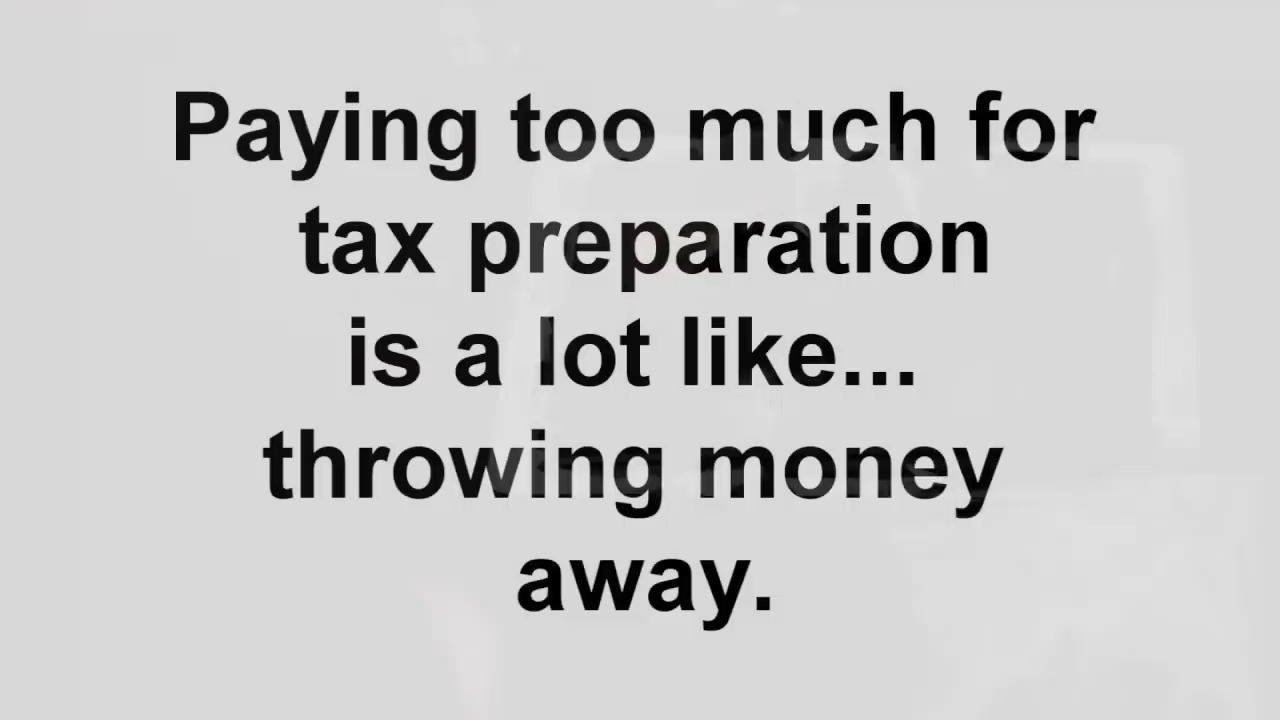 Paying too much for
tax preparation
is a lot like...
throwing money
away.